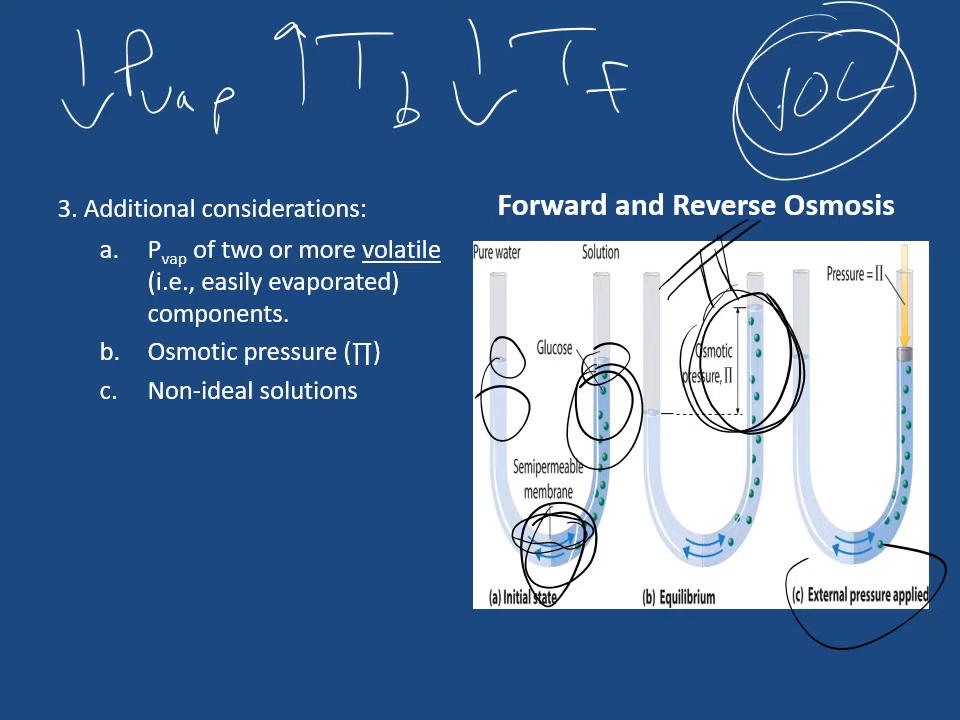 ↓Pvap ↑Tb ↓Tf VOC
3. Additional considerations:
Forward and Reverse Osmosis
a. Pvap of two or more volatile
(i.e., easily evaporated)
components.
b. Osmotic pressure (∏)
c. Non-ideal solutions
Pure water
Solution
Glucose
Semipermeable
membrane
(a) Initial state
Osmotic
pressure, Π
(b) Equilibrium
Pressure = Π
(c) External pressure applied